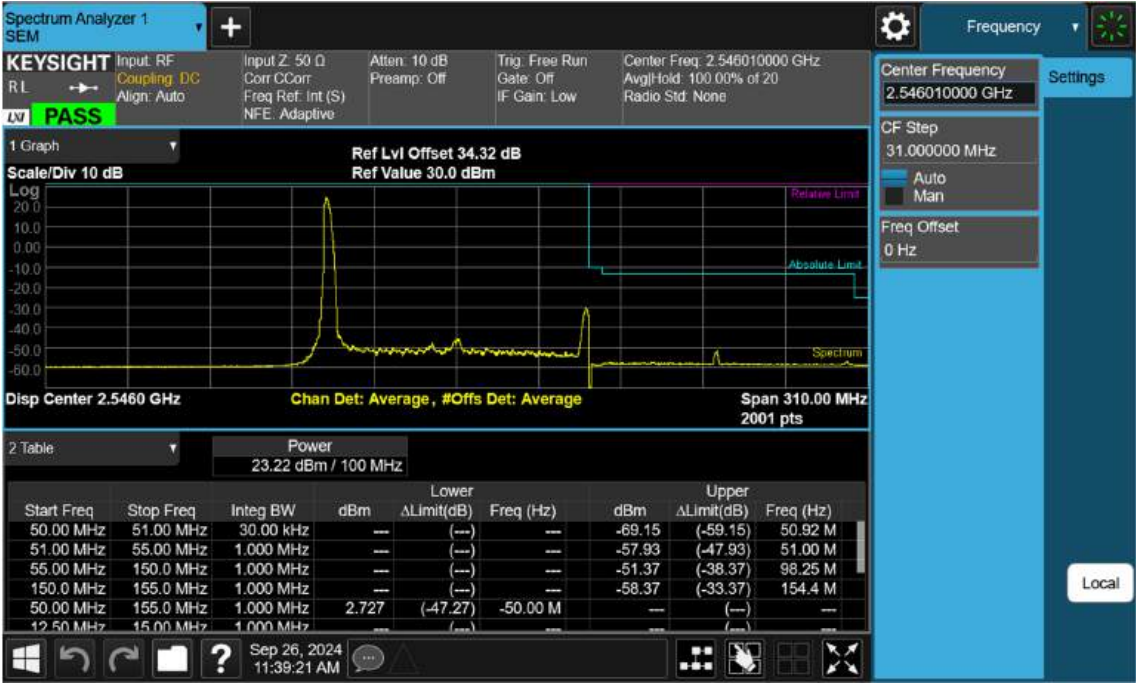 Spectrum Analyzer 1
SEM
+
Frequency
KEYSIGHT
RL
LXI PASS
Input: RF
Coupling: DC
Align: Auto
Input Z: 50 Ω
Corr CCorr
Freq Ref: Int (S)
NFE: Adaptive
Atten: 10 dB
Preamp: Off
Trig: Free Run
Gate: Off
IF Gain: Low
Center Freq: 2.546010000 GHz
Avg|Hold: 100.00% of 20
Radio Std: None
Center Frequency
2.546010000 GHz
Settings
CF Step
31.000000 MHz
Auto
Man
Freq Offset
0 Hz
1 Graph
Scale/Div 10 dB
Ref Lvl Offset 34.32 dB
Ref Value 30.0 dBm
Log
20.0
10.0
0.00
-10.0
-20.0
-30.0
-40.0
-50.0
-60.0
Relative Limit
Absolute Limit
Spectrum
Disp Center 2.5460 GHz
Chan Det: Average, #Offs Det: Average
Span 310.00 MHz
2001 pts
2 Table
Power
23.22 dBm / 100 MHz
Lower Upper
Start Freq Stop Freq Integ BW dBm ΔLimit(dB) Freq (Hz) dBm ΔLimit(dB) Freq (Hz)
50.00 MHz 51.00 MHz 30.00 kHz --- (---) --- -69.15 (-59.15) 50.92 M
51.00 MHz 55.00 MHz 1.000 MHz --- (---) --- -57.93 (-47.93) 51.00 M
55.00 MHz 150.0 MHz 1.000 MHz --- (---) --- -51.37 (-38.37) 98.25 M
150.0 MHz 155.0 MHz 1.000 MHz --- (---) --- -58.37 (-33.37) 154.4 M
50.00 MHz 155.0 MHz 1.000 MHz 2.727 (-47.27) -50.00 M --- (---) ---
12.50 MHz 15.00 MHz 1.000 MHz --- (---) --- (---)
Local
?
Sep 26, 2024
11:39:21 AM